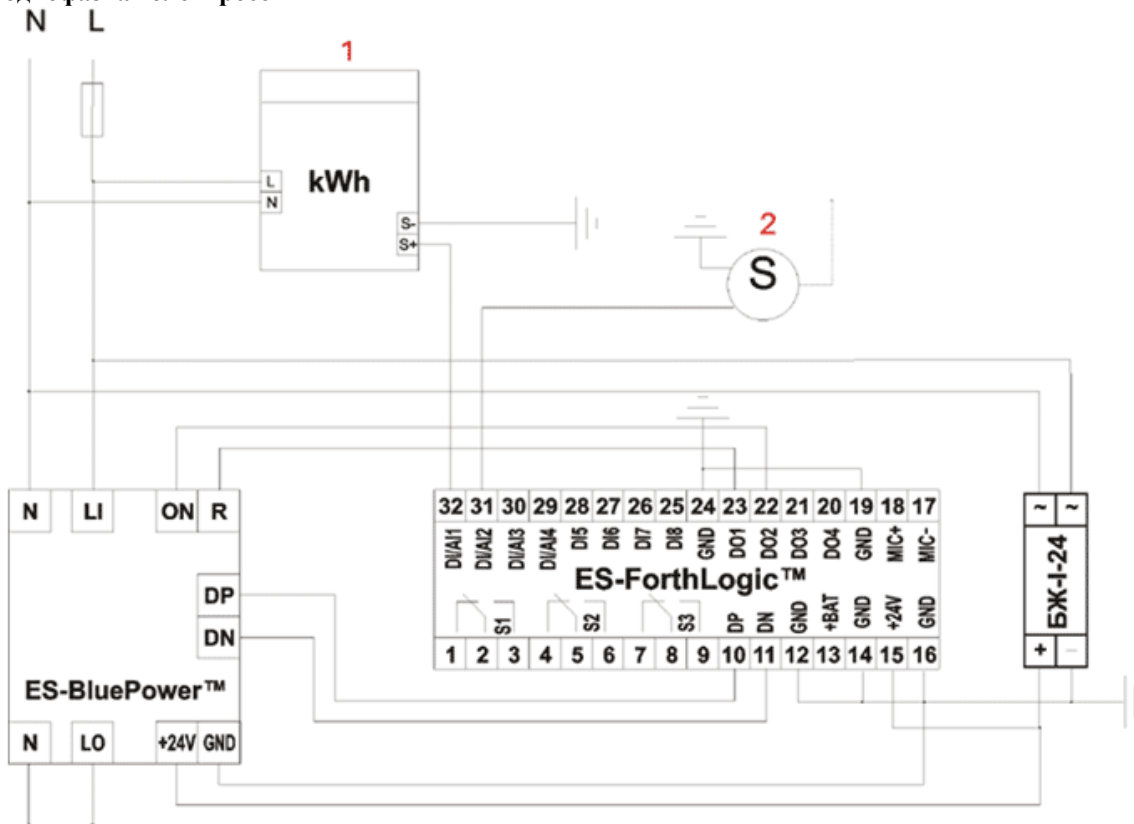 N L
1
L
kWh
N
S-
S+
2
S
N LI ON R
32 31 30 29 28 27 26 25 24 23 22 21 20 19 18 17
DI/AI1 DI/AI2 DI/AI3 DI/AI4 DI5 DI6 DI7 DI8 GND DO1 DO2 DO3 DO4 GND MIC+ MIC-
ES-ForthLogic™
S1 S2 S3 DP DN GND +BAT GND +24V GND
1 2 3 4 5 6 7 8 9 10 11 12 13 14 15 16
~ ~
БЖ-І-24
+ -
DP
DN
ES-BluePower™
N LO +24V GND